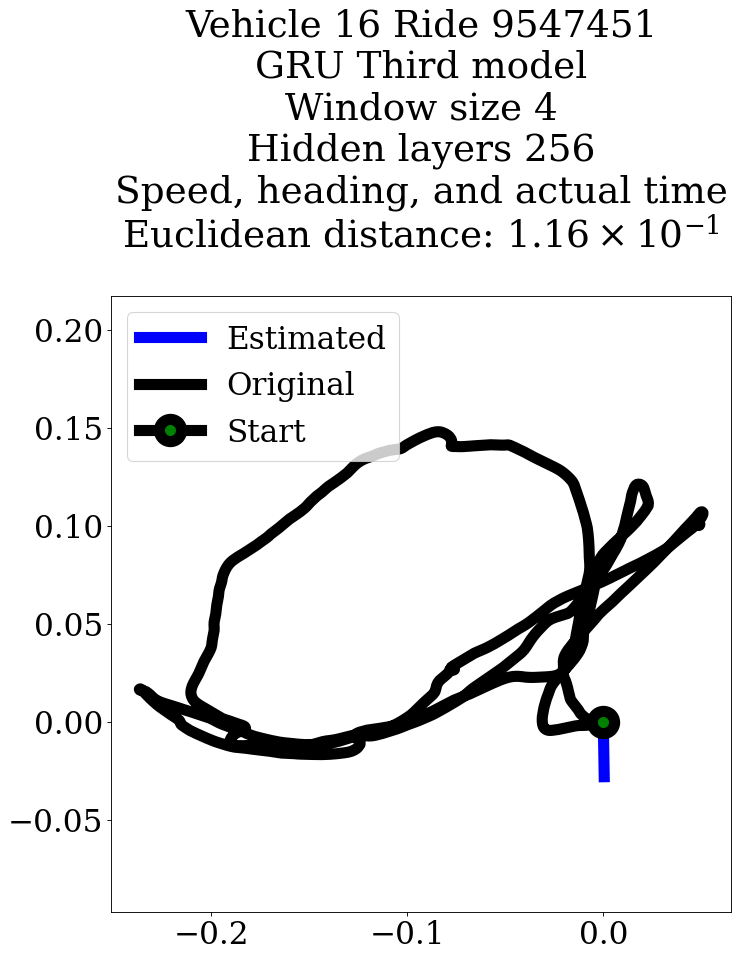 Vehicle 16 Ride 9547451
GRU Third model
Window size 4
Hidden layers 256
Speed, heading, and actual time
Euclidean distance: 1.16 × 10⁻¹
Estimated
Original
Start
0.20
0.15
0.10
0.05
0.00
−0.05
−0.2
−0.1
0.0